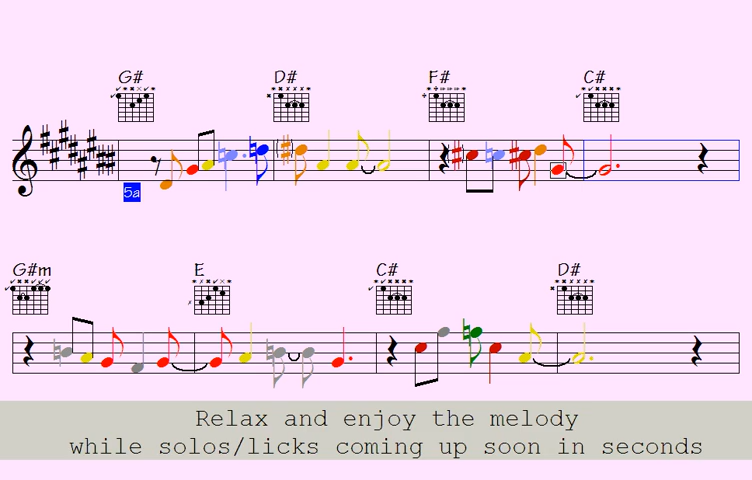 G# D# F# C#
5a
G#m E C# D#
Relax and enjoy the melody
while solos/licks coming up soon in seconds